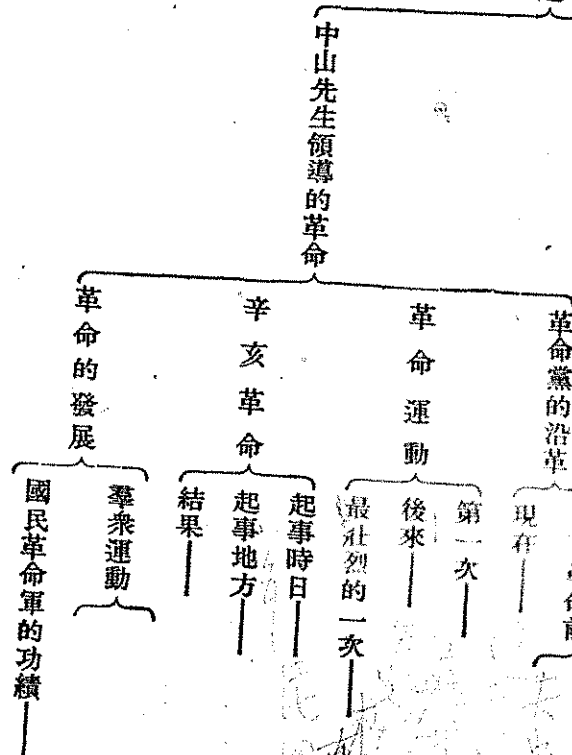 中山先生領導的革命
革命黨的沿革
現在
革命運動
第一次
後來
最壯烈的一次
辛亥革命
起事時日
起事地方
結果
革命的發展
羣衆運動
國民革命軍的功績